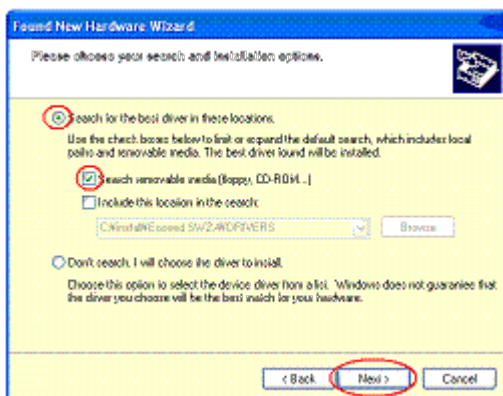 Found New Hardware Wizard
Please choose your search and installation options.
Search for the best driver in these locations.
Use the check boxes below to limit or expand the default search, which includes local
paths and removable media. The best driver found will be installed.
Search removable media (floppy, CD-ROM...)
Include this location in the search:
DRIVERS
Browse
Don't search. I will choose the driver to install.
Choose this option to select the device driver from a list. Windows does not guarantee that
the driver you choose will be the best match for your hardware.
< Back
Next >
Cancel